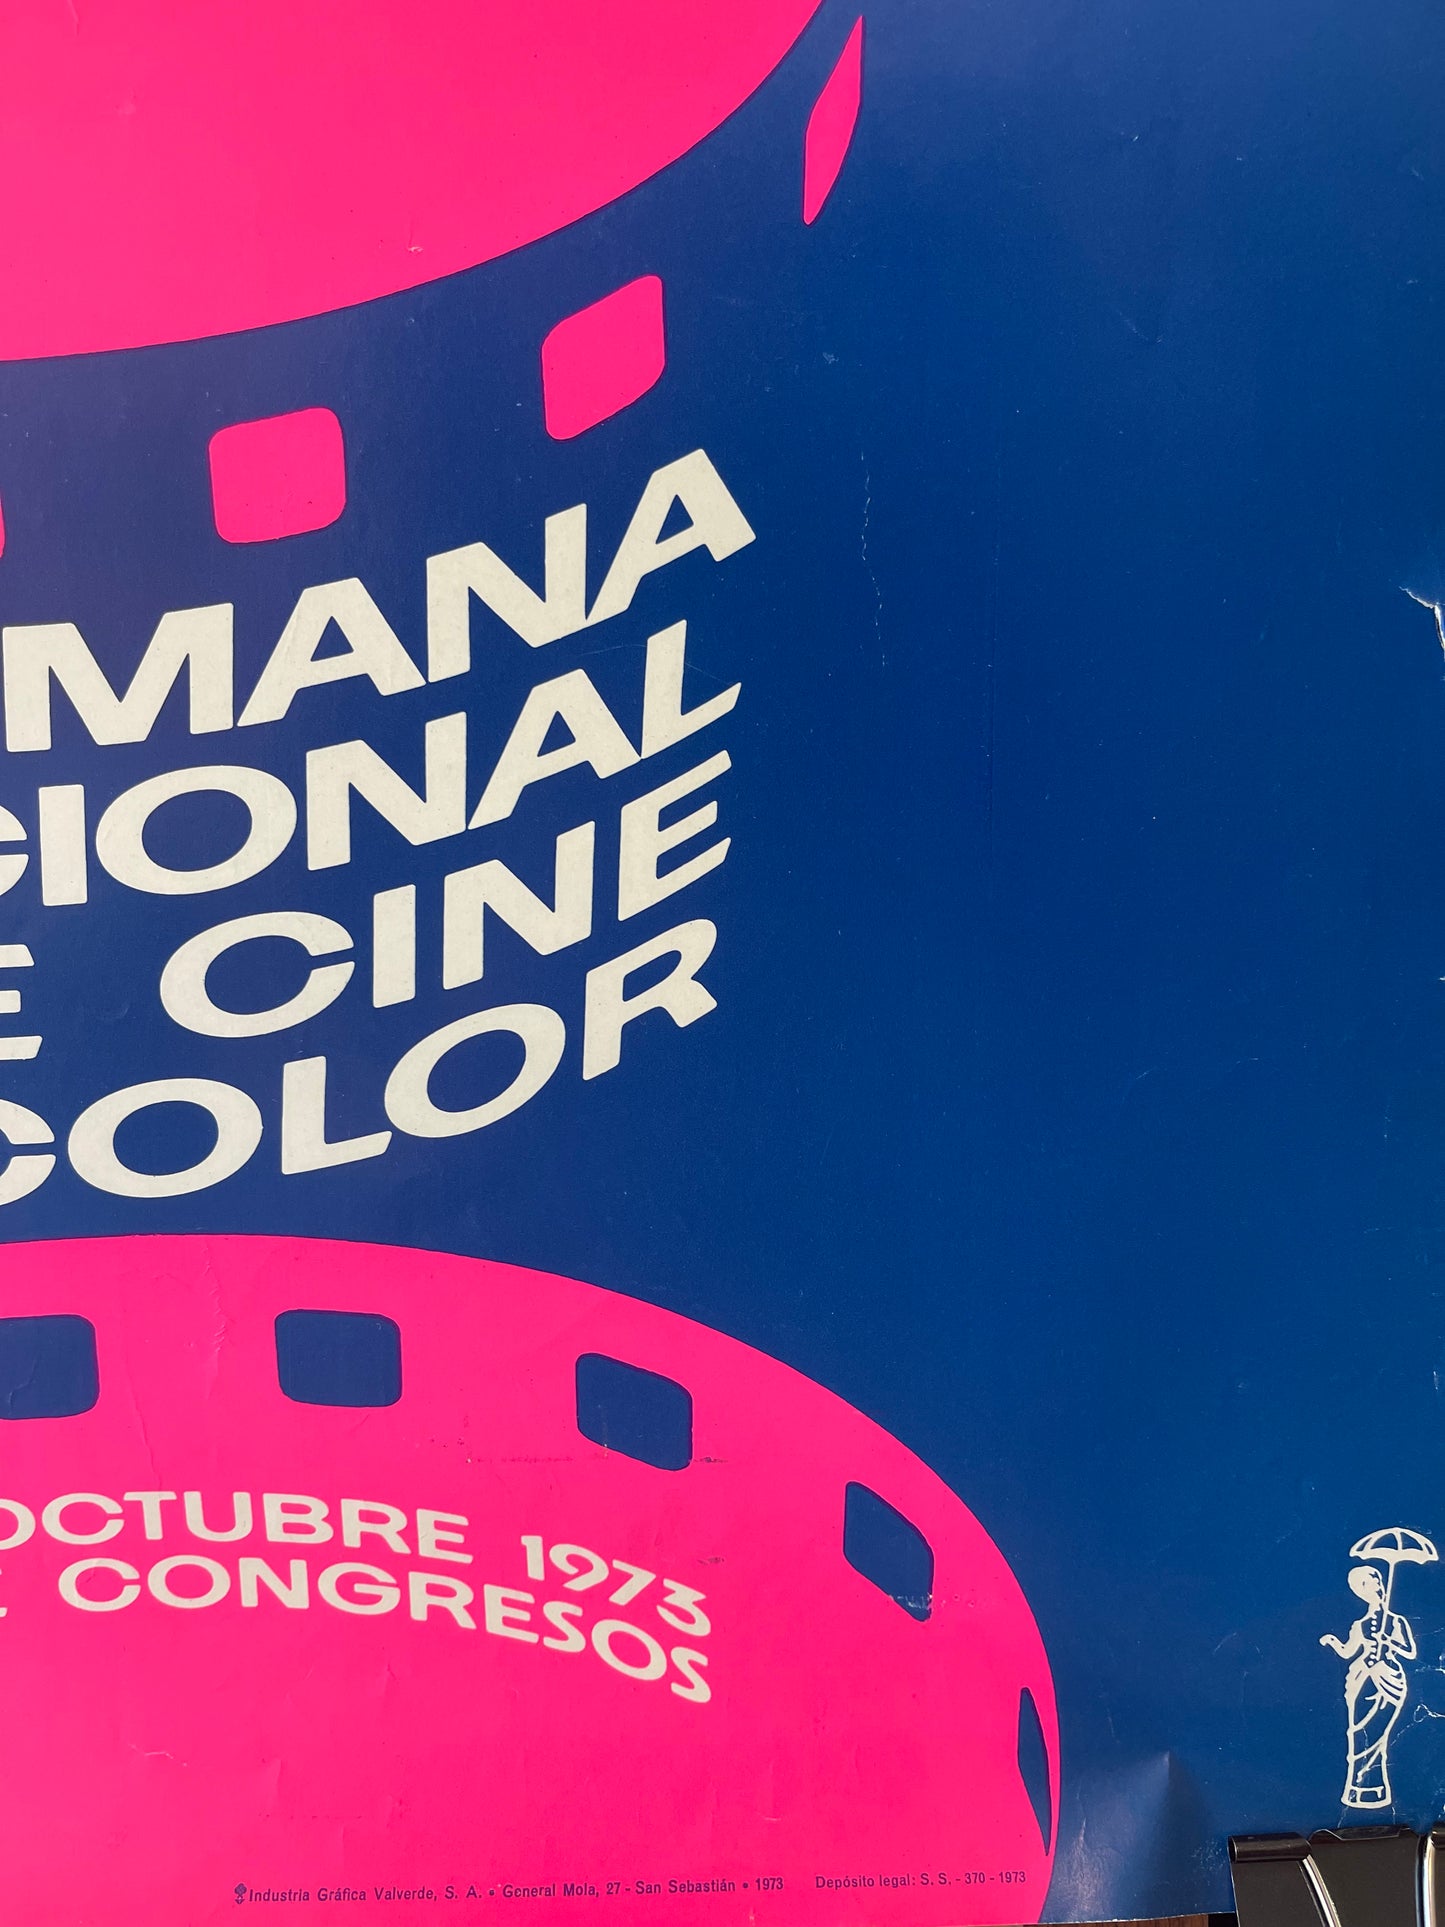 MANA
CIONAL
E CINE
COLOR
OCTUBRE 1973
E CONGRESOS
Industria Gráfica Valverde, S. A. • General Mola, 27 - San Sebastián • 1973 Depósito legal: S. S. - 370 - 1973